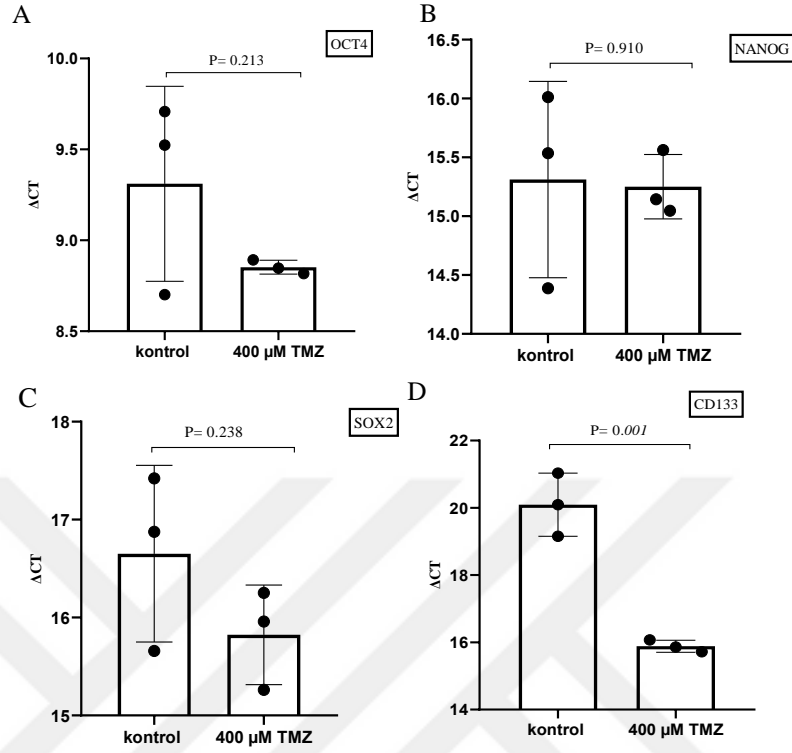 A
OCT4
P= 0.213
10.0
9.5
9.0
8.5
ΔCT
kontrol
400 µM TMZ
B
NANOG
P= 0.910
16.5
16.0
15.5
15.0
14.5
14.0
ΔCT
kontrol
400 µM TMZ
C
SOX2
P= 0.238
18
17
16
15
ΔCT
kontrol
400 µM TMZ
D
CD133
P= 0.001
22
20
18
16
14
ΔCT
kontrol
400 µM TMZ